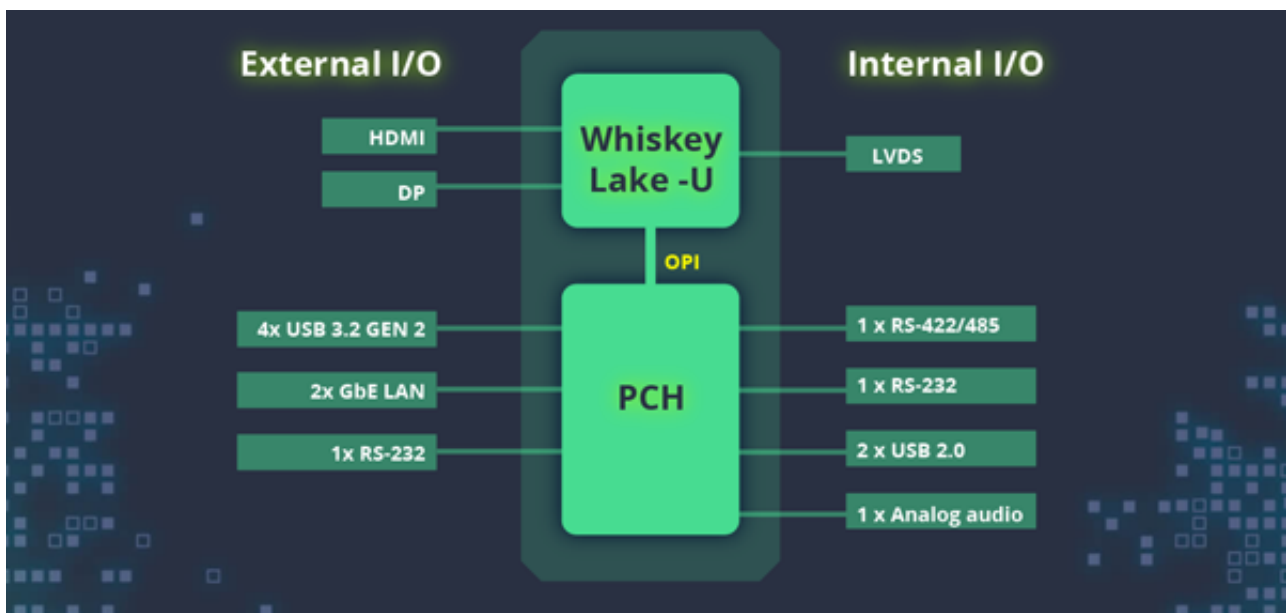 External I/O
Internal I/O
HDMI
DP
Whiskey
Lake -U
LVDS
OPI
4x USB 3.2 GEN 2
2x GbE LAN
1x RS-232
PCH
1 x RS-422/485
1 x RS-232
2 x USB 2.0
1 x Analog audio